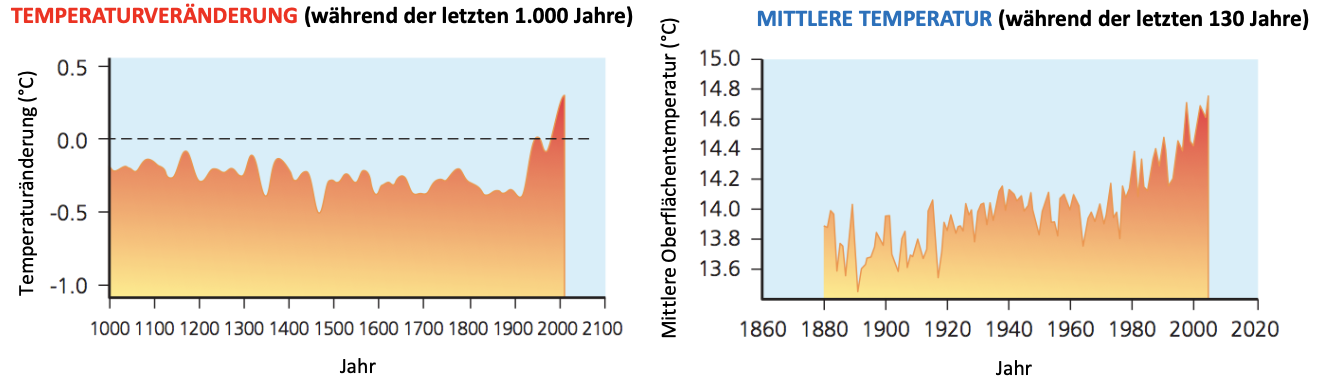 TEMPERATURVERÄNDERUNG (während der letzten 1.000 Jahre)
Temperaturänderung (°C)
0.5
0.0
-0.5
-1.0
1000 1100 1200 1300 1400 1500 1600 1700 1800 1900 2000 2100
Jahr
MITTLERE TEMPERATUR (während der letzten 130 Jahre)
Mittlere Oberflächentemperatur (°C)
15.0
14.8
14.6
14.4
14.2
14.0
13.8
13.6
1860 1880 1900 1920 1940 1960 1980 2000 2020
Jahr